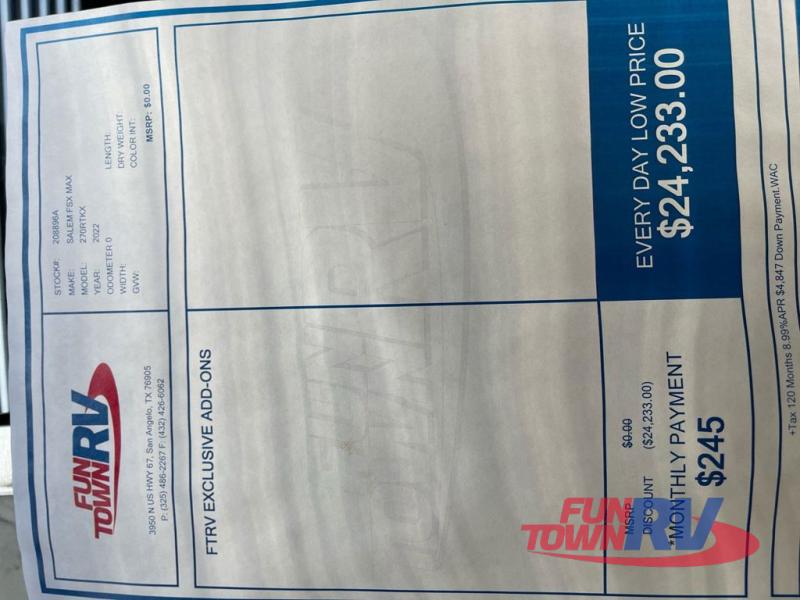 FUN
TOWN RV
3950 N US HWY 67, San Angelo, TX 76905
P: (325) 486-2267 F: (432) 426-6062
STOCK#: 208896A
MAKE: SALEM FSX MAX
MODEL: 270RTKX
YEAR: 2022
ODOMETER 0 LENGTH:
WIDTH: DRY WEIGHT:
GVW: COLOR INT:
MSRP: $0.00
FTRV EXCLUSIVE ADD-ONS
MSRP $0.00
DISCOUNT ($24,233.00)
*MONTHLY PAYMENT
$245
EVERY DAY LOW PRICE
$24,233.00
+Tax 120 Months 8.99%APR $4,847 Down Payment.WAC
FUN
TOWN RV